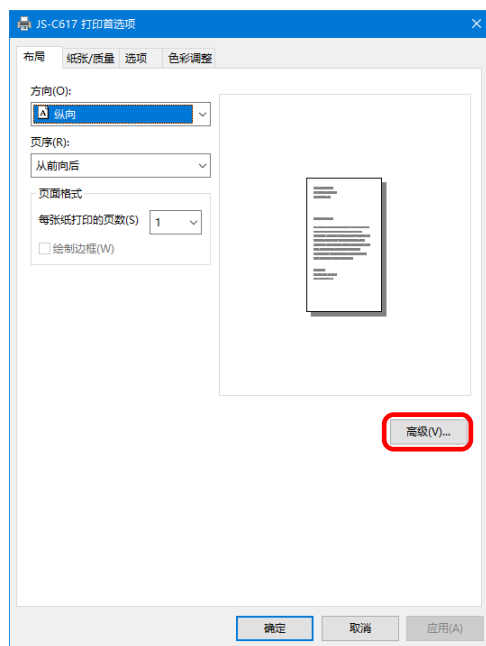 JS-C617 打印首选项
布局 纸张/质量 选项 色彩调整
方向(O):
A 纵向
页序(R):
从前向后
页面格式
每张纸打印的页数(S) 1
绘制边框(W)
高级(V)...
确定 取消 应用(A)